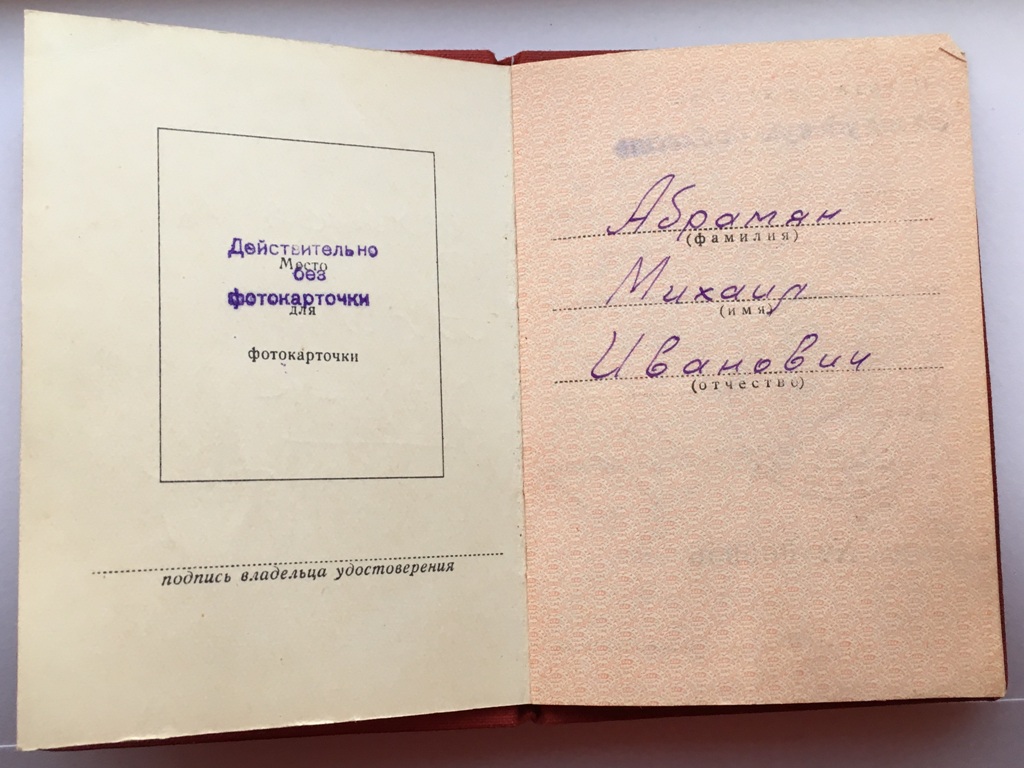 Действительно
Место
без
фотокарточки
для
фотокарточки
подпись владельца удостоверения
Абрамян
(фамилия)
Михаил
(имя)
Иванович
(отчество)